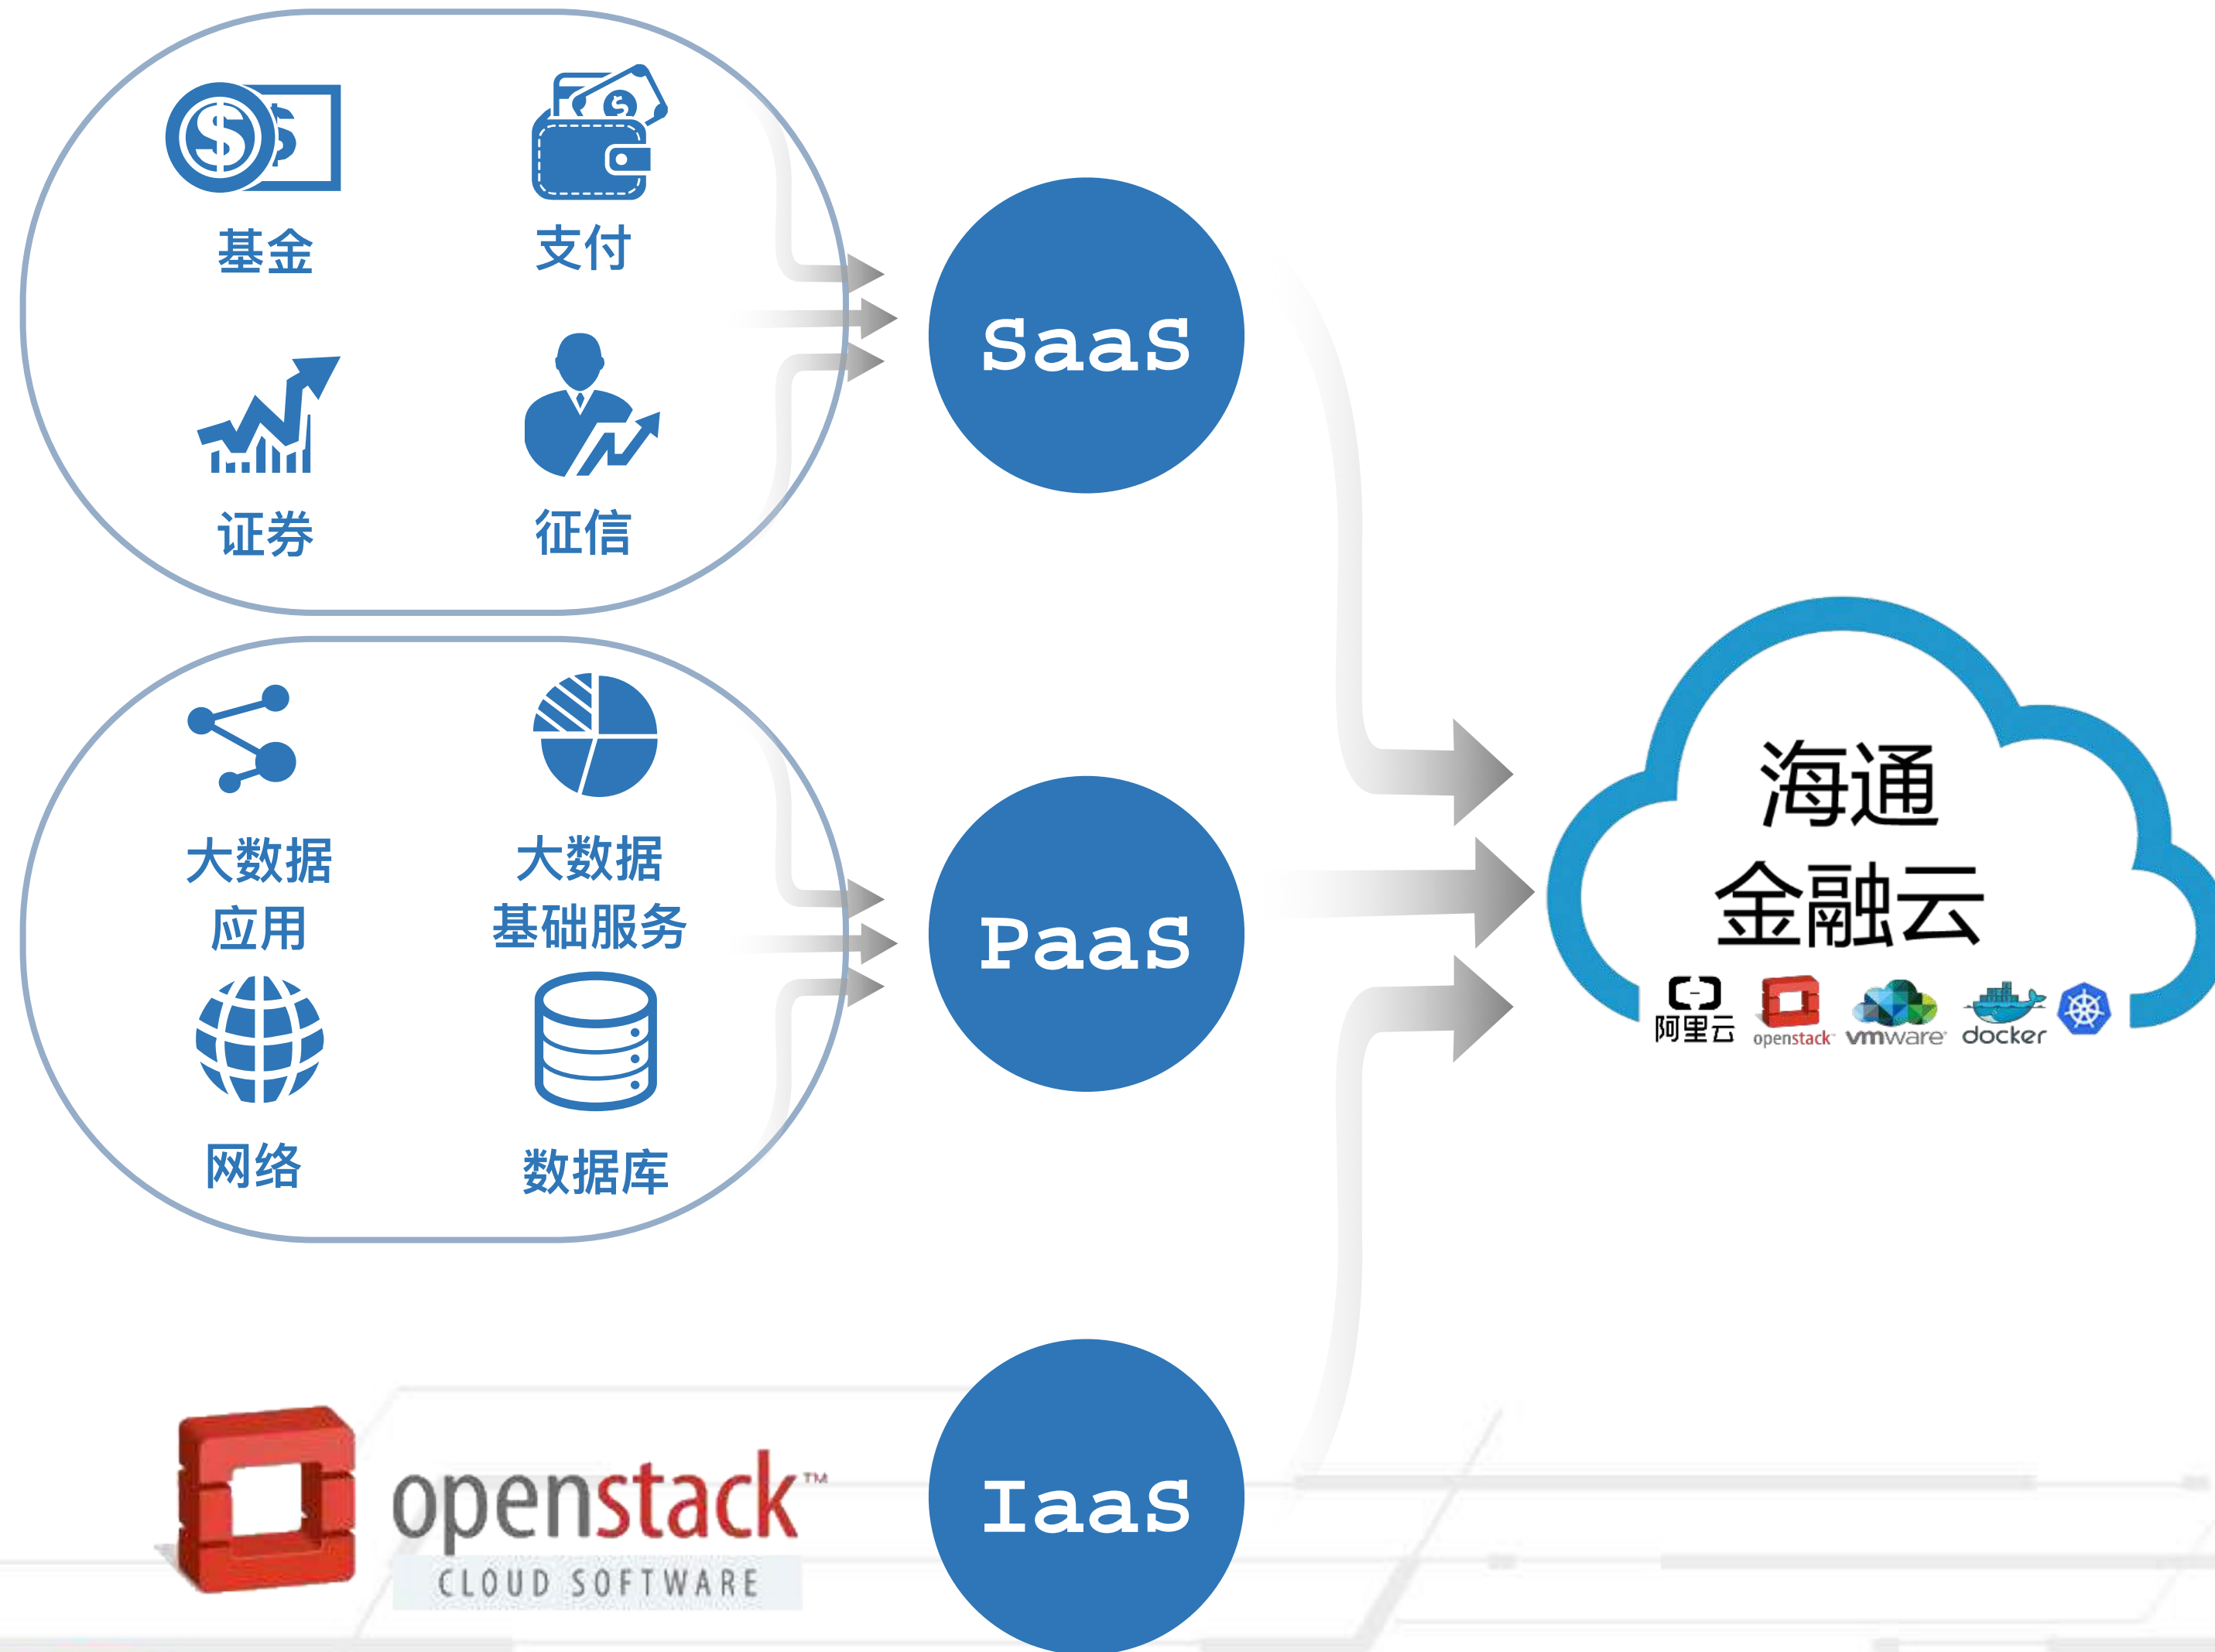 基金
支付
证券
征信
SaaS
大数据
应用
大数据
基础服务
网络
数据库
PaaS
海通
金融云
阿里云
openstack
vmware
docker
openstack™
CLOUD SOFTWARE
IaaS